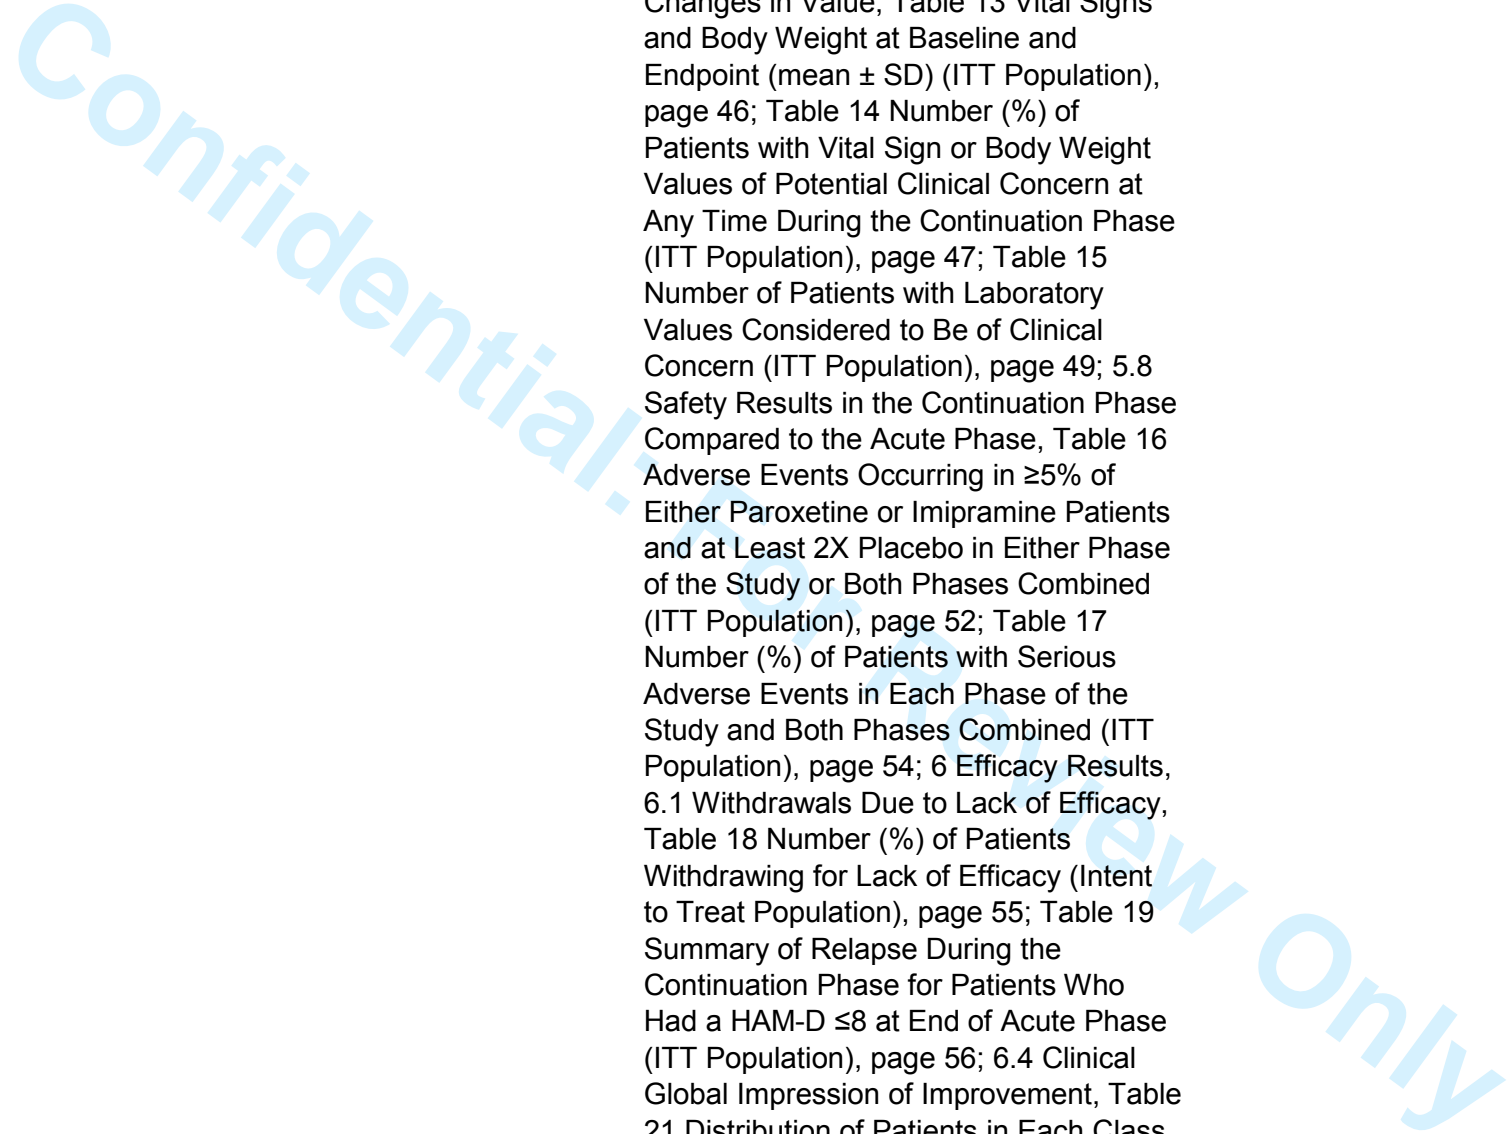 Changes in Value, Table 13 Vital Signs
and Body Weight at Baseline and
Endpoint (mean ± SD) (ITT Population),
page 46; Table 14 Number (%) of
Patients with Vital Sign or Body Weight
Values of Potential Clinical Concern at
Any Time During the Continuation Phase
(ITT Population), page 47; Table 15
Number of Patients with Laboratory
Values Considered to Be of Clinical
Concern (ITT Population), page 49; 5.8
Safety Results in the Continuation Phase
Compared to the Acute Phase, Table 16
Adverse Events Occurring in ≥5% of
Either Paroxetine or Imipramine Patients
and at Least 2X Placebo in Either Phase
of the Study or Both Phases Combined
(ITT Population), page 52; Table 17
Number (%) of Patients with Serious
Adverse Events in Each Phase of the
Study and Both Phases Combined (ITT
Population), page 54; 6 Efficacy Results,
6.1 Withdrawals Due to Lack of Efficacy,
Table 18 Number (%) of Patients
Withdrawing for Lack of Efficacy (Intent
to Treat Population), page 55; Table 19
Summary of Relapse During the
Continuation Phase for Patients Who
Had a HAM-D ≤8 at End of Acute Phase
(ITT Population), page 56; 6.4 Clinical
Global Impression of Improvement, Table
21 Distribution of Patients in Each Class
Confidential: For Review Only